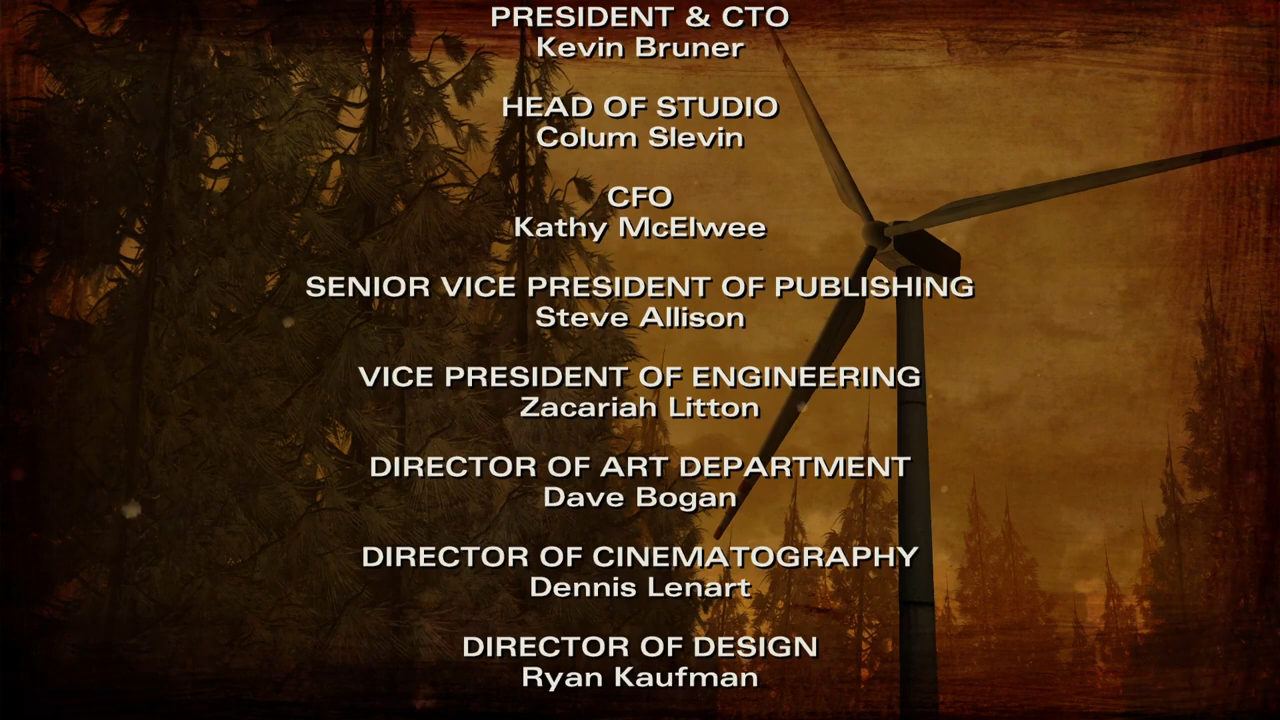 PRESIDENT & CTO
Kevin Bruner
HEAD OF STUDIO
Colum Slevin
CFO
Kathy McElwee
SENIOR VICE PRESIDENT OF PUBLISHING
Steve Allison
VICE PRESIDENT OF ENGINEERING
Zacariah Litton
DIRECTOR OF ART DEPARTMENT
Dave Bogan
DIRECTOR OF CINEMATOGRAPHY
Dennis Lenart
DIRECTOR OF DESIGN
Ryan Kaufman